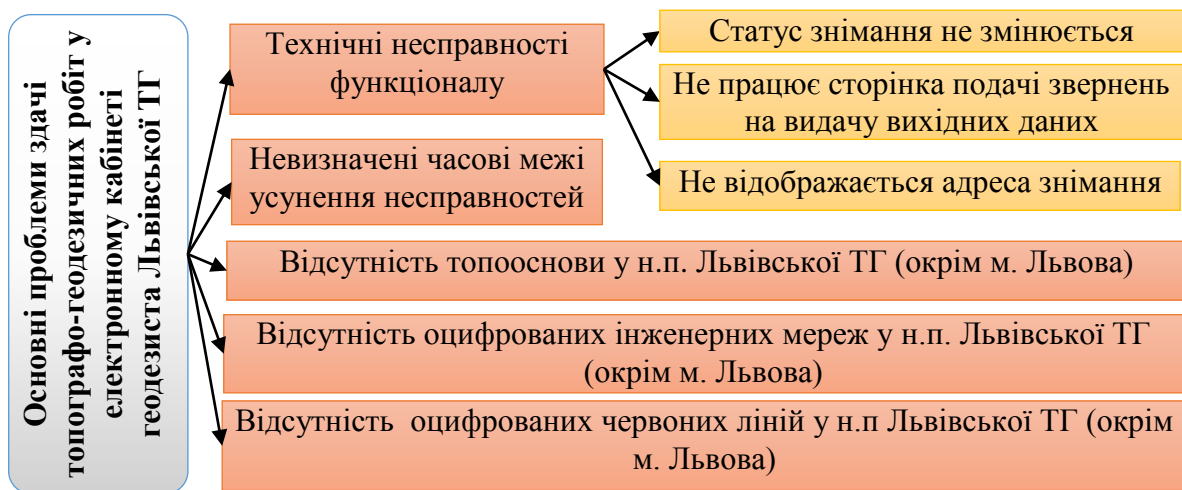 Основні проблеми здачі
топографо-геодезичних робіт у
електронному кабінеті
геодезиста Львівської ТГ
Технічні несправності
функціоналу
Статус знімання не змінюється
Не працює сторінка подачі звернень
на видачу вихідних даних
Не відображається адреса знімання
Невизначені часові межі
усунення несправностей
Відсутність топооснови у н.п. Львівської ТГ (окрім м. Львова)
Відсутність оцифрованих інженерних мереж у н.п. Львівської ТГ
(окрім м. Львова)
Відсутність оцифрованих червоних ліній у н.п Львівської ТГ (окрім
м. Львова)